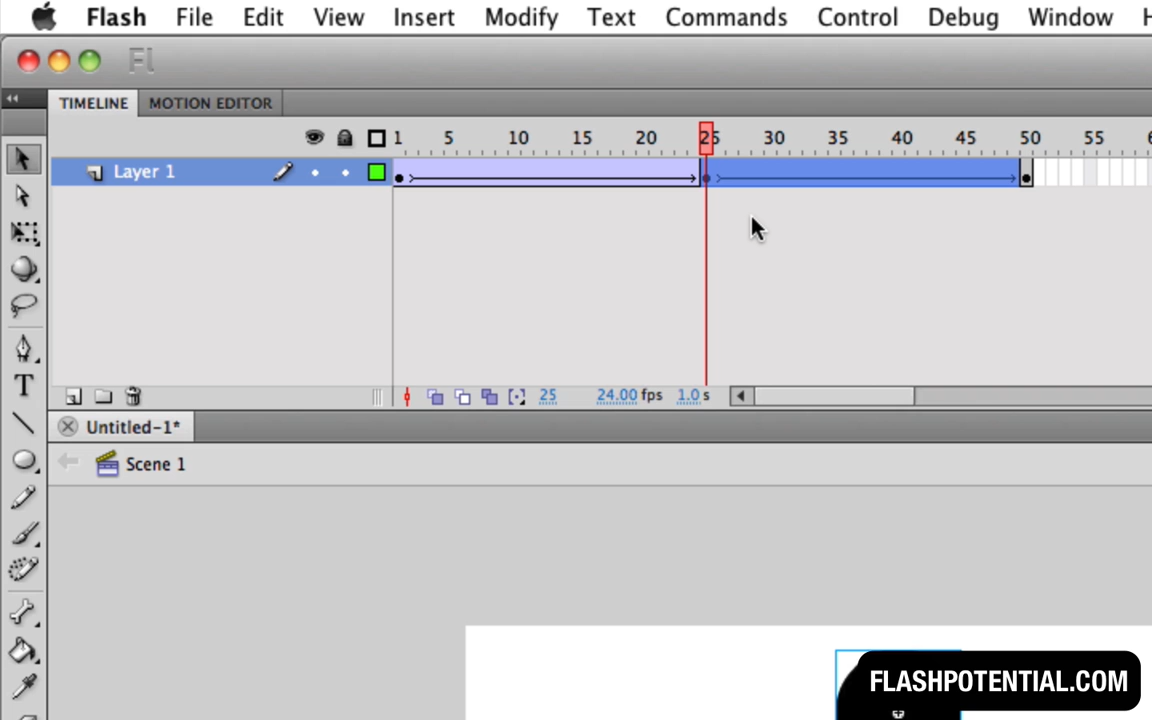 Flash File Edit View Insert Modify Text Commands Control Debug Window H
Fl
TIMELINE MOTION EDITOR
1 5 10 15 20 25 30 35 40 45 50 55 6
Layer 1
25 24.00 fps 1.0 s
Untitled-1*
Scene 1
T
FLASHPOTENTIAL.COM